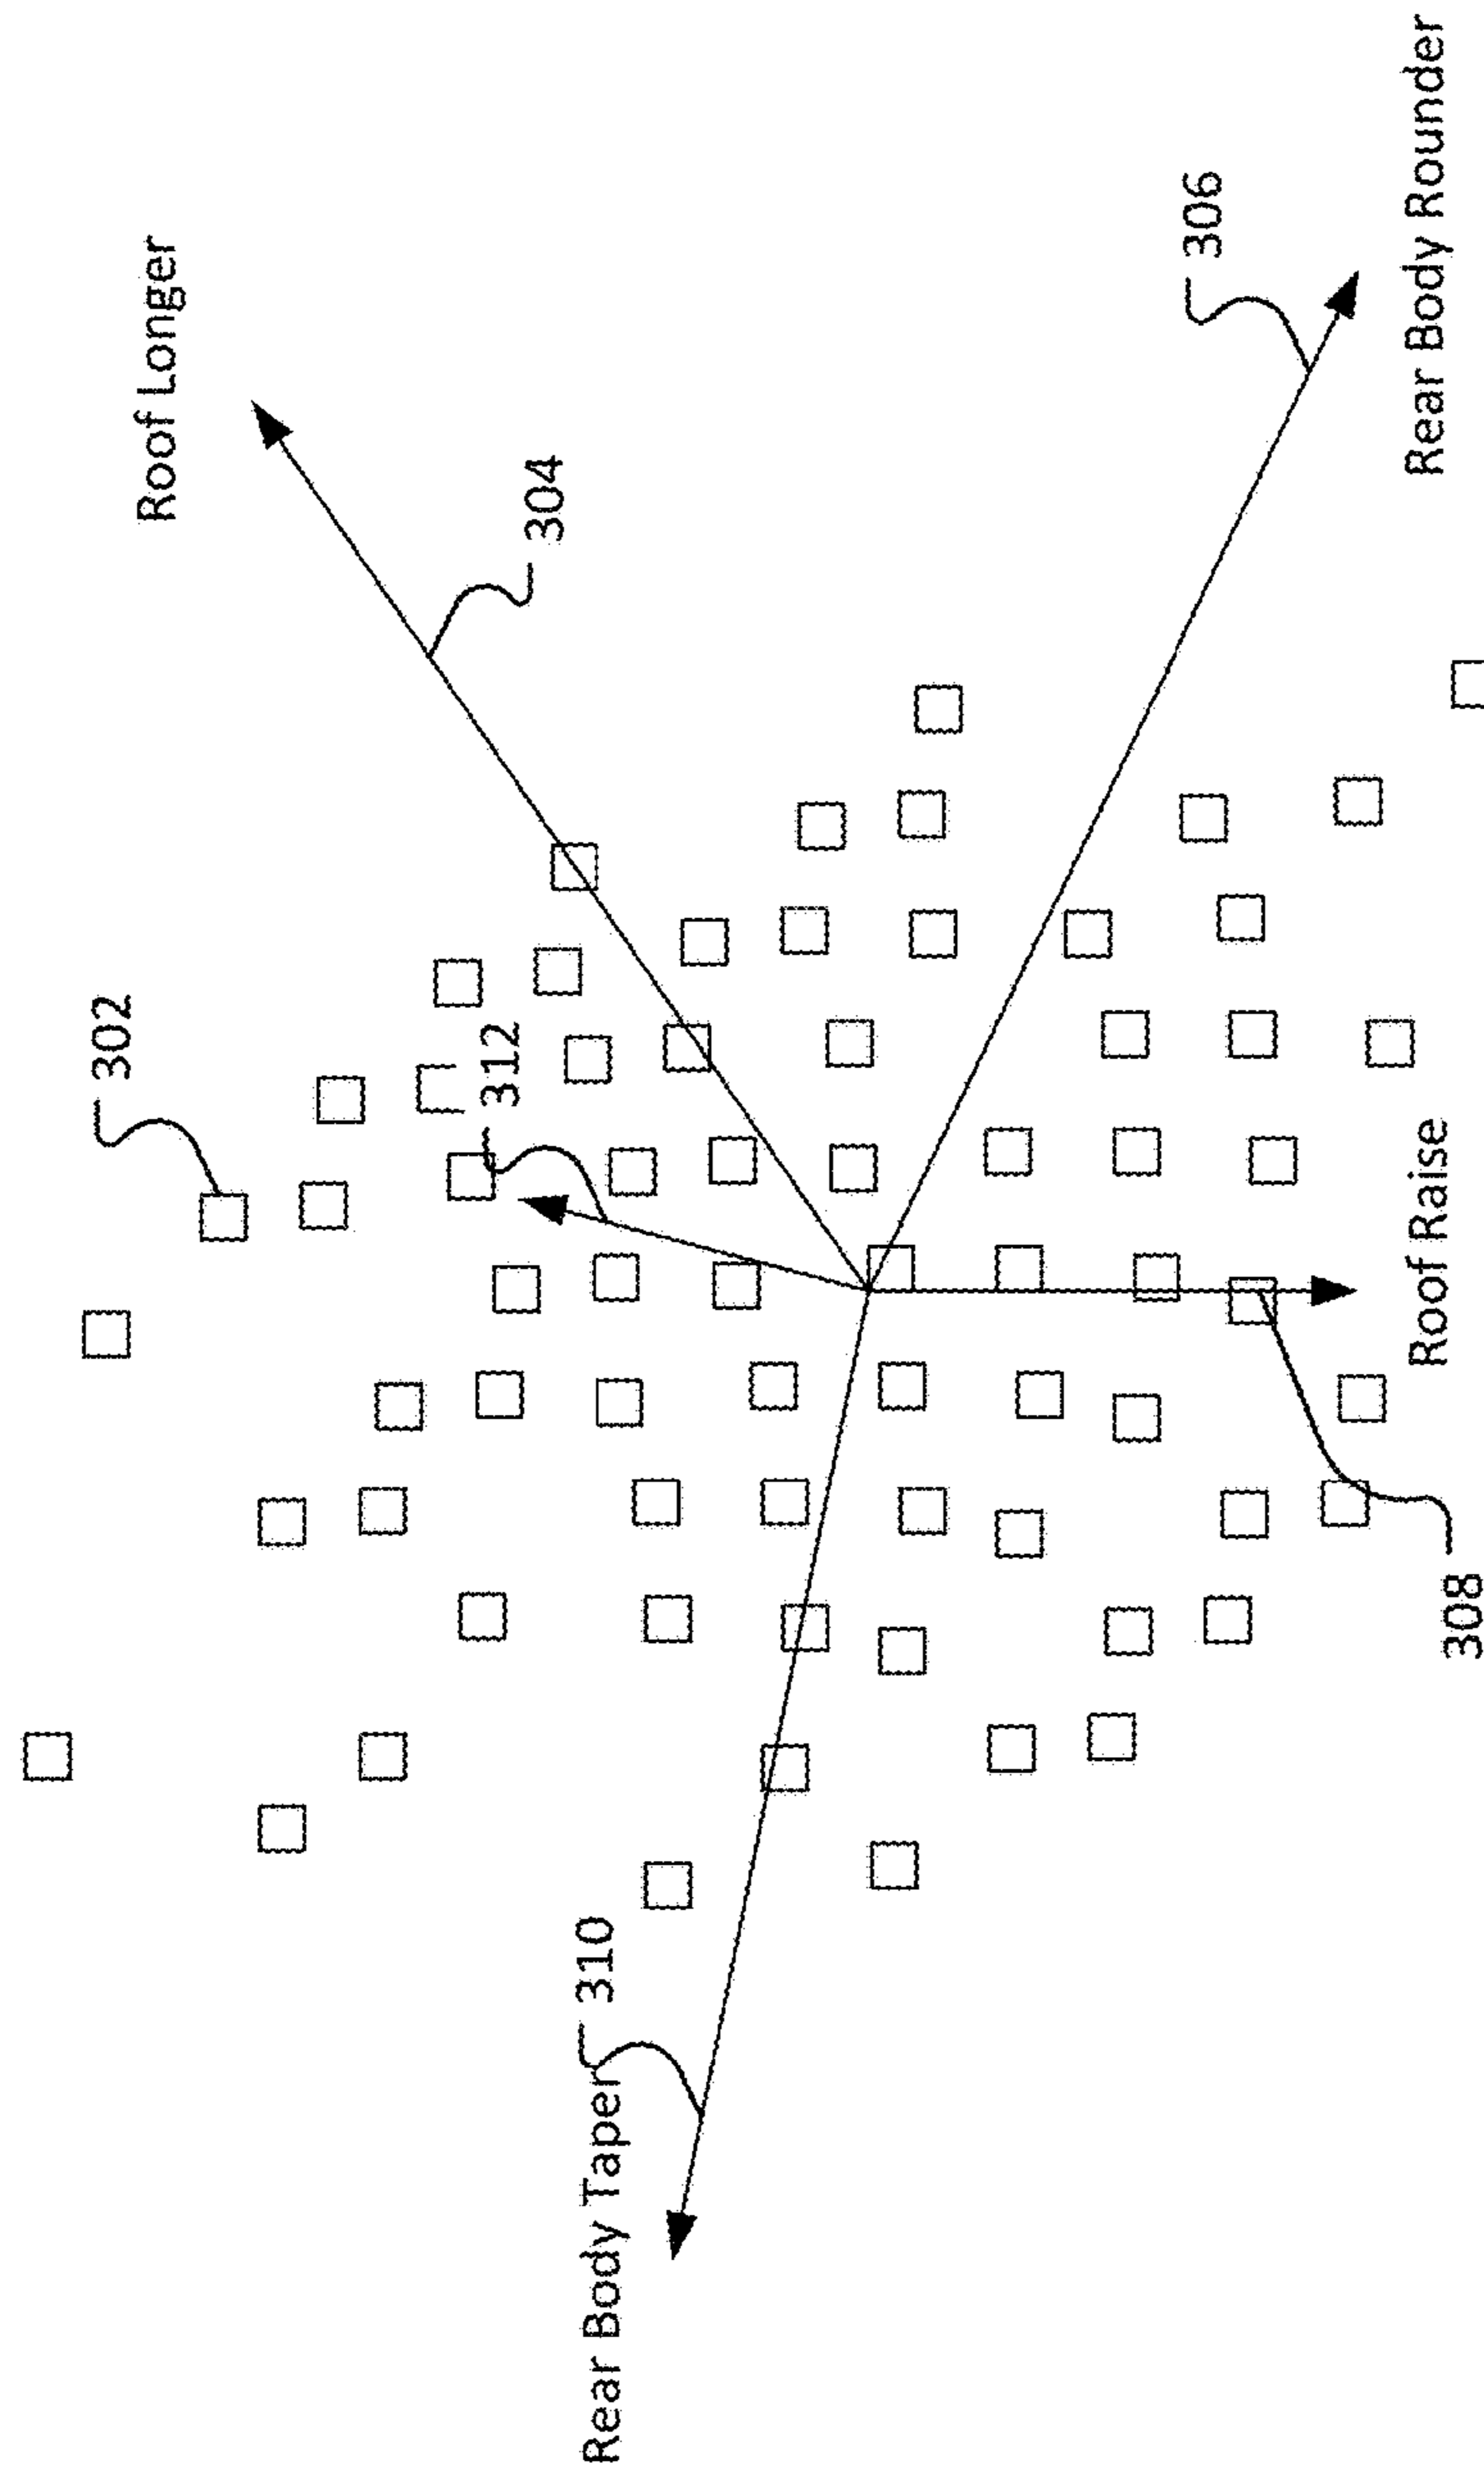 Roof Longer
304
302
312
306
Rear Body Rounder
Rear Body Taper
310
Roof Raise
308